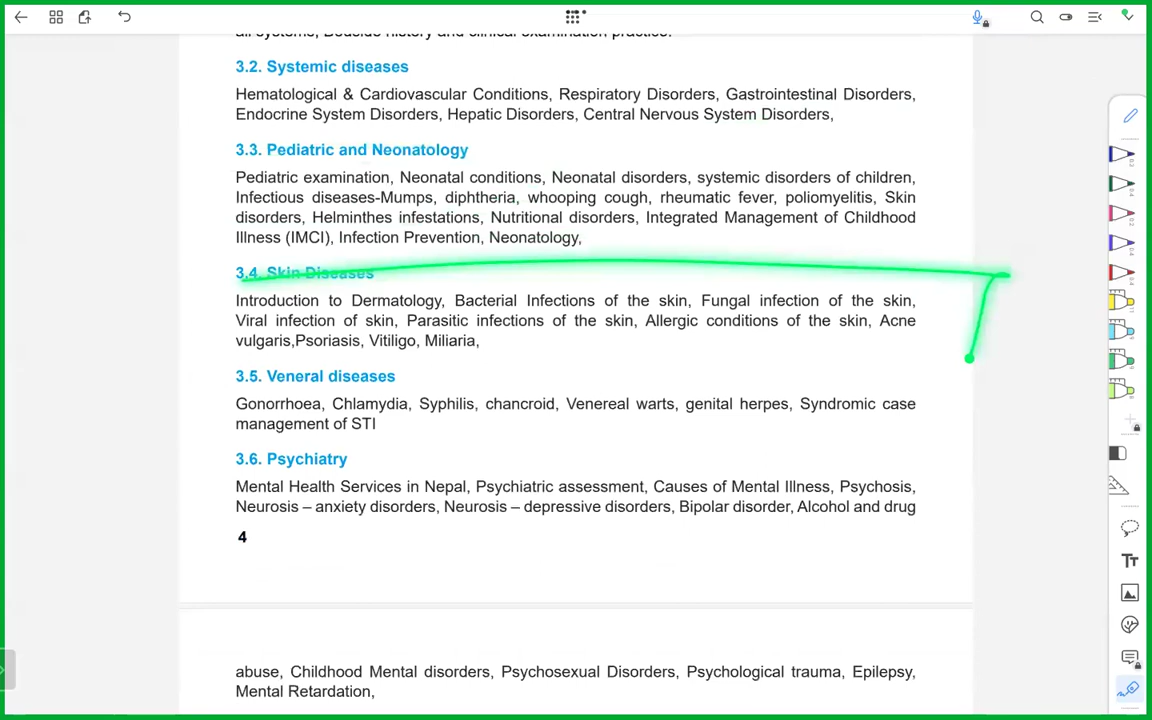 all systems, Bedside history and clinical examination practice.
3.2. Systemic diseases
Hematological & Cardiovascular Conditions, Respiratory Disorders, Gastrointestinal Disorders,
Endocrine System Disorders, Hepatic Disorders, Central Nervous System Disorders,
3.3. Pediatric and Neonatology
Pediatric examination, Neonatal conditions, Neonatal disorders, systemic disorders of children,
Infectious diseases-Mumps, diphtheria, whooping cough, rheumatic fever, poliomyelitis, Skin
disorders, Helminthes infestations, Nutritional disorders, Integrated Management of Childhood
Illness (IMCI), Infection Prevention, Neonatology,
3.4. Skin Diseases
Introduction to Dermatology, Bacterial Infections of the skin, Fungal infection of the skin,
Viral infection of skin, Parasitic infections of the skin, Allergic conditions of the skin, Acne
vulgaris,Psoriasis, Vitiligo, Miliaria,
3.5. Veneral diseases
Gonorrhoea, Chlamydia, Syphilis, chancroid, Venereal warts, genital herpes, Syndromic case
management of STI
3.6. Psychiatry
Mental Health Services in Nepal, Psychiatric assessment, Causes of Mental Illness, Psychosis,
Neurosis – anxiety disorders, Neurosis – depressive disorders, Bipolar disorder, Alcohol and drug
4
abuse, Childhood Mental disorders, Psychosexual Disorders, Psychological trauma, Epilepsy,
Mental Retardation,
TT